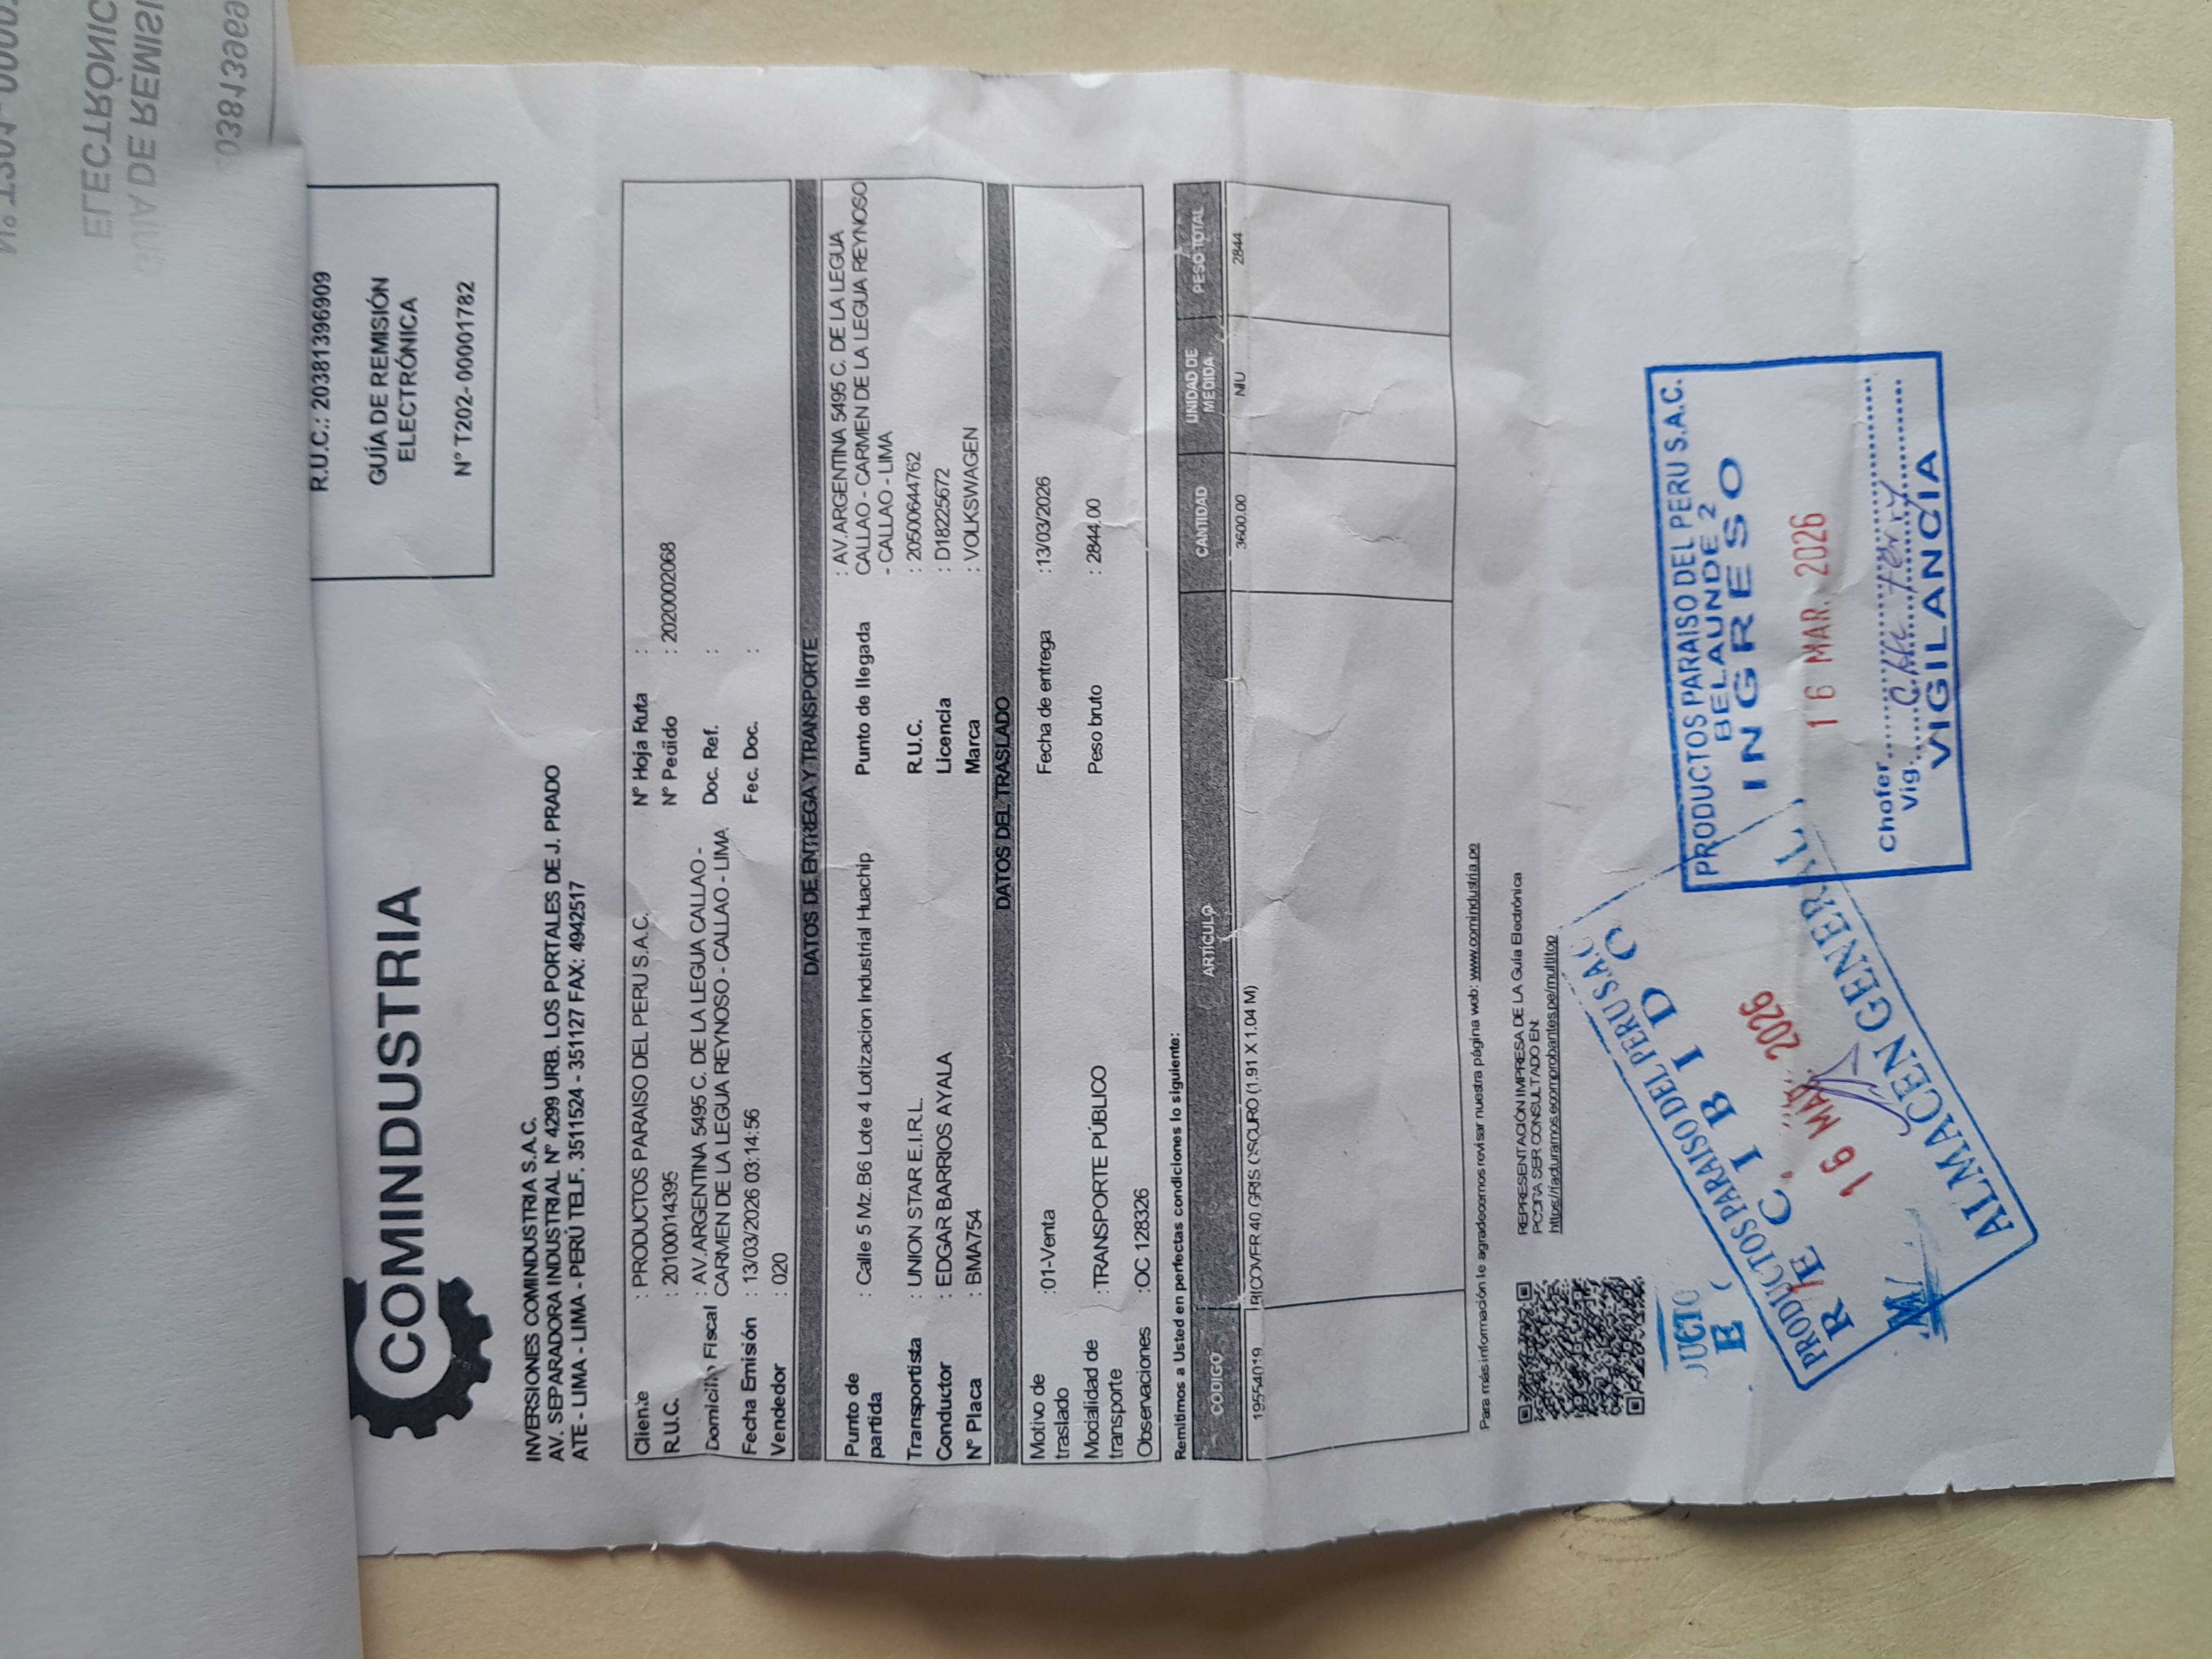 COMINDUSTRIA
R.U.C.: 20381396909
GUÍA DE REMISIÓN
ELECTRÓNICA
N° T202-00001782
INVERSIONES COMINDUSTRIA S.A.C.
AV. SEPARADORA INDUSTRIAL N° 4299 URB. LOS PORTALES DE J. PRADO
ATE - LIMA - LIMA - PERÚ TELF. 3511524 - 351127 FAX: 4942517
Cliente : PRODUCTOS PARAISO DEL PERU S.A.C. N° Hoja Ruta :
R.U.C. : 20100014395 N° Pedido : 2020002068
Domicilio Fiscal : AV.ARGENTINA 5495 C. DE LA LEGUA CALLAO - Doc. Ref. :
CARMEN DE LA LEGUA REYNOSO - CALLAO - LIMA
Fecha Emisión : 13/03/2026 03:14:56 Fec. Doc. :
Vendedor : 020
DATOS DE ENTREGA Y TRANSPORTE
Punto de partida : Calle 5 Mz.B6 Lote 4 Lotizacion Industrial Huachip Punto de llegada : AV.ARGENTINA 5495 C. DE LA LEGUA
CALLAO - CARMEN DE LA LEGUA REYNOSO
- CALLAO - LIMA
Transportista : UNION STAR E.I.R.L. R.U.C. : 20500644762
Conductor : EDGAR BARRIOS AYALA Licencia : D18225672
N° Placa : BMA754 Marca : VOLKSWAGEN
DATOS DEL TRASLADO
Motivo de traslado :01-Venta Fecha de entrega :13/03/2026
Modalidad de transporte :TRANSPORTE PÚBLICO Peso bruto : 2844.00
Observaciones :OC 128326
Remitimos a Usted en perfectas condiciones lo siguiente:
CODIGO ARTÍCULO CANTIDAD UNIDAD DE MEDIDA PESO TOTAL
19554019 RICOVER 40 GRIS OSCURO (1.91 X 1.04 M) 3600.00 NIU 2844
Para más información le agradecemos revisar nuestra página web: www.comindustria.pe
REPRESENTACIÓN IMPRESA DE LA Guía Electrónica
PODRA SER CONSULTADO EN:
https://facturamos.ecomprobantes.pe/multitop
PRODUCTOS PARAISO DEL PERU S.A.C
RECIBIDO
16 MAR. 2026
ALMACEN GENERAL
PRODUCTOS PARAISO DEL PERU S.A.C.
BELAUNDE 2
INGRESO
16 MAR. 2026
Chofer
Vig.
VIGILANCIA